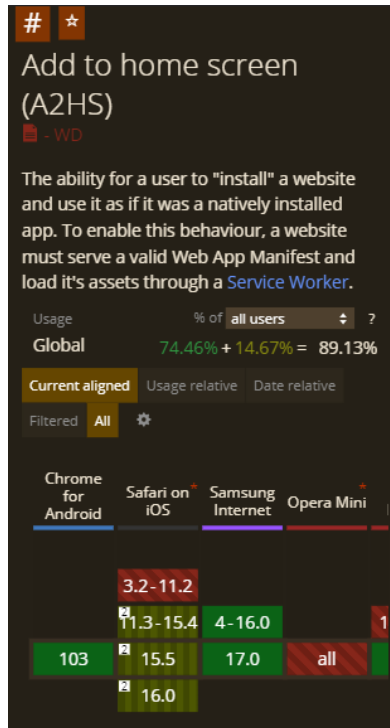 #
Add to home screen
(A2HS)
- WD
The ability for a user to "install" a website
and use it as if it was a natively installed
app. To enable this behaviour, a website
must serve a valid Web App Manifest and
load it's assets through a Service Worker.
Usage % of all users ?
Global 74.46% + 14.67% = 89.13%
Current aligned Usage relative Date relative
Filtered All
Chrome
for
Android
Safari on
iOS
*
Samsung
Internet
Opera Mini
*
3.2-11.2
2
11.3-15.4 4-16.0 1
103 2 15.5 17.0 all
2 16.0